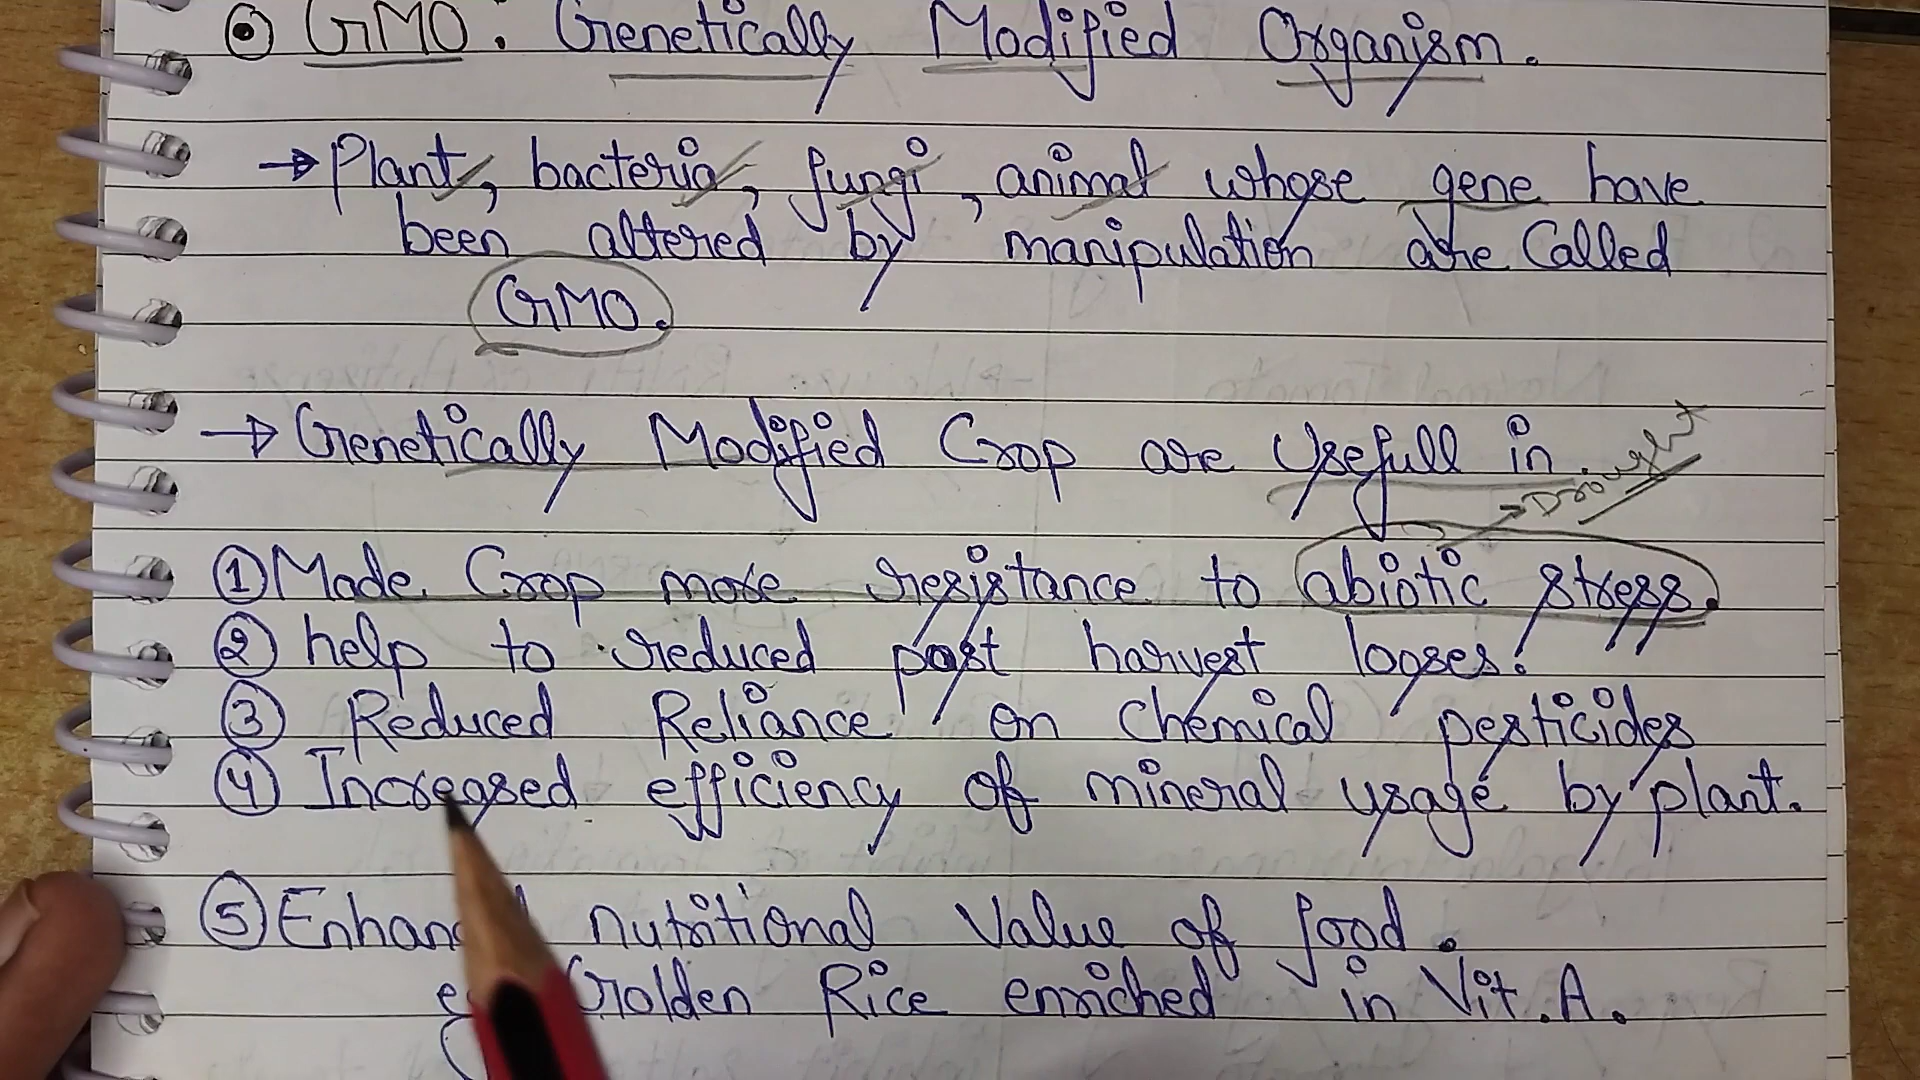 GMO : Genetically Modified Organism.
→ Plant, bacteria, fungi, animal whose gene have
been altered by manipulation are Called
GMO.
→ Genetically Modified Crop are Usefull in.
→ Drought
① Made Crop more resistance to abiotic stress.
② help to reduced post harvest looses.
③ Reduced Reliance on Chemical pesticides
④ Increased efficiency of mineral usage by plant.
⑤ nutritional Value of food.
Golden Rice enriched in Vit. A.